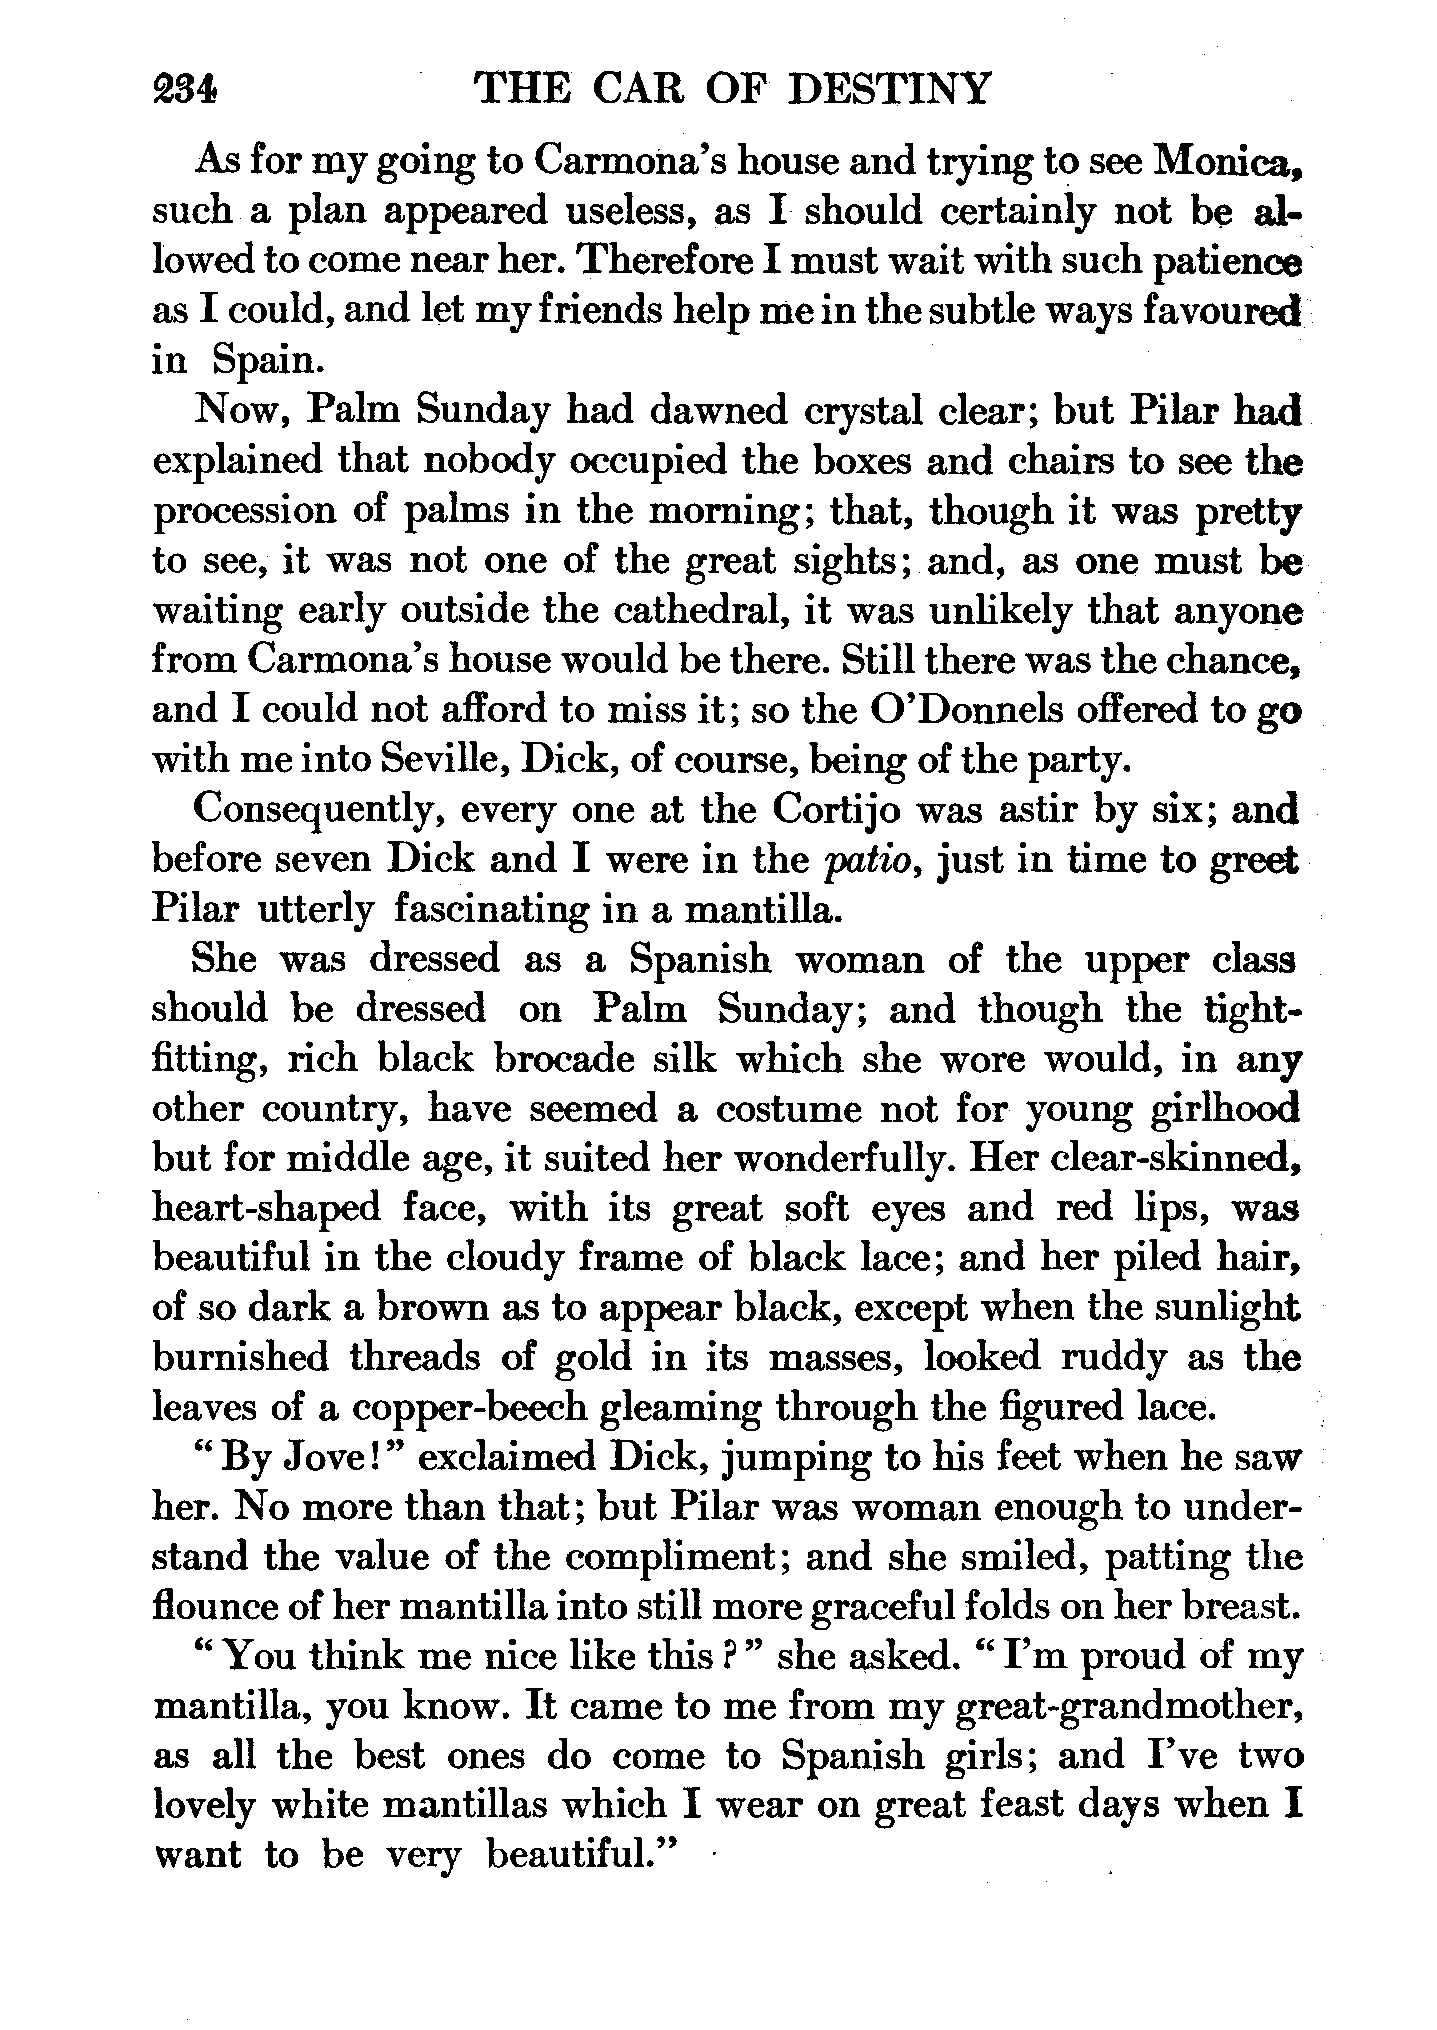 234 THE CAR OF DESTINY
As for my going to Carmona's house and trying to see Monica,
such a plan appeared useless, as I should certainly not be al-
lowed to come near her. Therefore I must wait with such patience
as I could, and let my friends help me in the subtle ways favoured
in Spain.
Now, Palm Sunday had dawned crystal clear; but Pilar had
explained that nobody occupied the boxes and chairs to see the
procession of palms in the morning; that, though it was pretty
to see, it was not one of the great sights; and, as one must be
waiting early outside the cathedral, it was unlikely that anyone
from Carmona's house would be there. Still there was the chance,
and I could not afford to miss it; so the O'Donnels offered to go
with me into Seville, Dick, of course, being of the party.
Consequently, every one at the Cortijo was astir by six; and
before seven Dick and I were in the patio, just in time to greet
Pilar utterly fascinating in a mantilla.
She was dressed as a Spanish woman of the upper class
should be dressed on Palm Sunday; and though the tight-
fitting, rich black brocade silk which she wore would, in any
other country, have seemed a costume not for young girlhood
but for middle age, it suited her wonderfully. Her clear-skinned,
heart-shaped face, with its great soft eyes and red lips, was
beautiful in the cloudy frame of black lace; and her piled hair,
of so dark a brown as to appear black, except when the sunlight
burnished threads of gold in its masses, looked ruddy as the
leaves of a copper-beech gleaming through the figured lace.
"By Jove!" exclaimed Dick, jumping to his feet when he saw
her. No more than that; but Pilar was woman enough to under-
stand the value of the compliment; and she smiled, patting the
flounce of her mantilla into still more graceful folds on her breast.
"You think me nice like this?" she asked. "I'm proud of my
mantilla, you know. It came to me from my great-grandmother,
as all the best ones do come to Spanish girls; and I've two
lovely white mantillas which I wear on great feast days when I
want to be very beautiful."